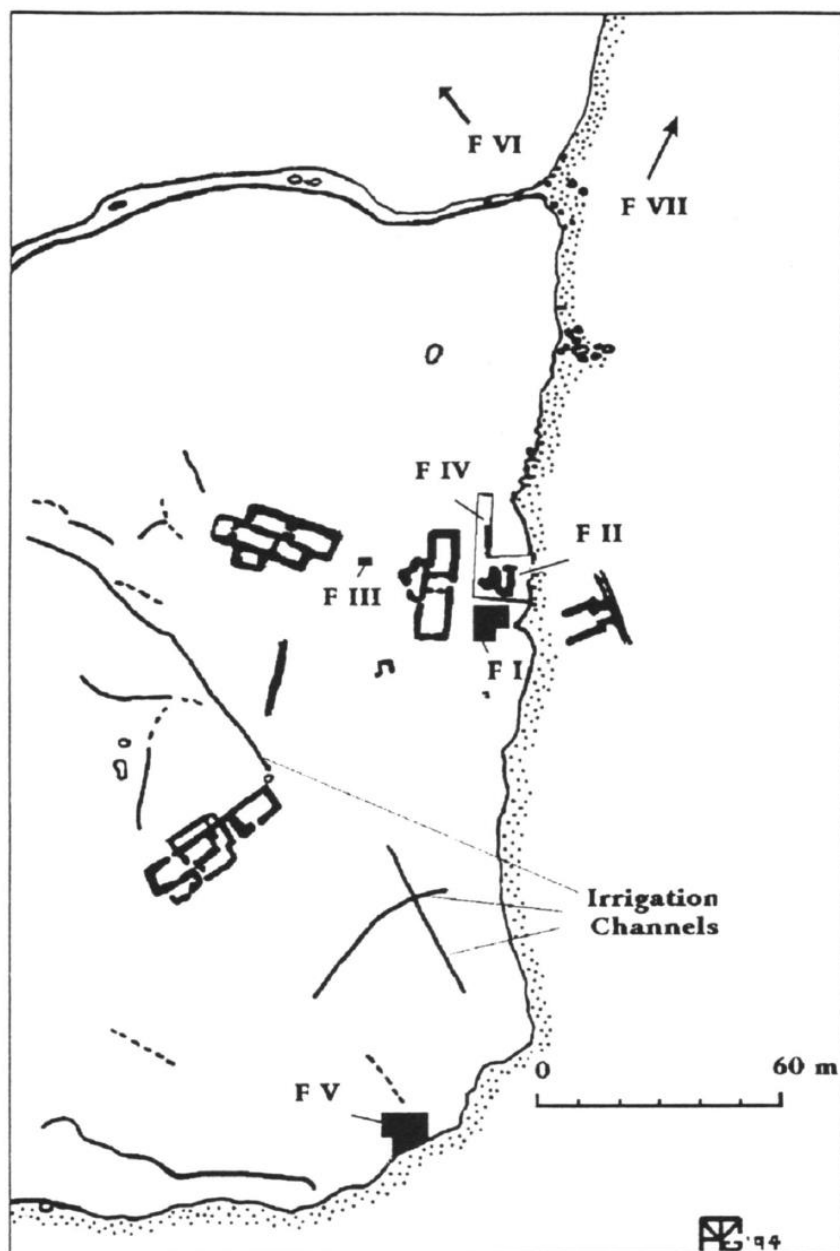 F VI
F VII
F IV
F II
F III
F I
Irrigation
Channels
0 60 m
F V
'94